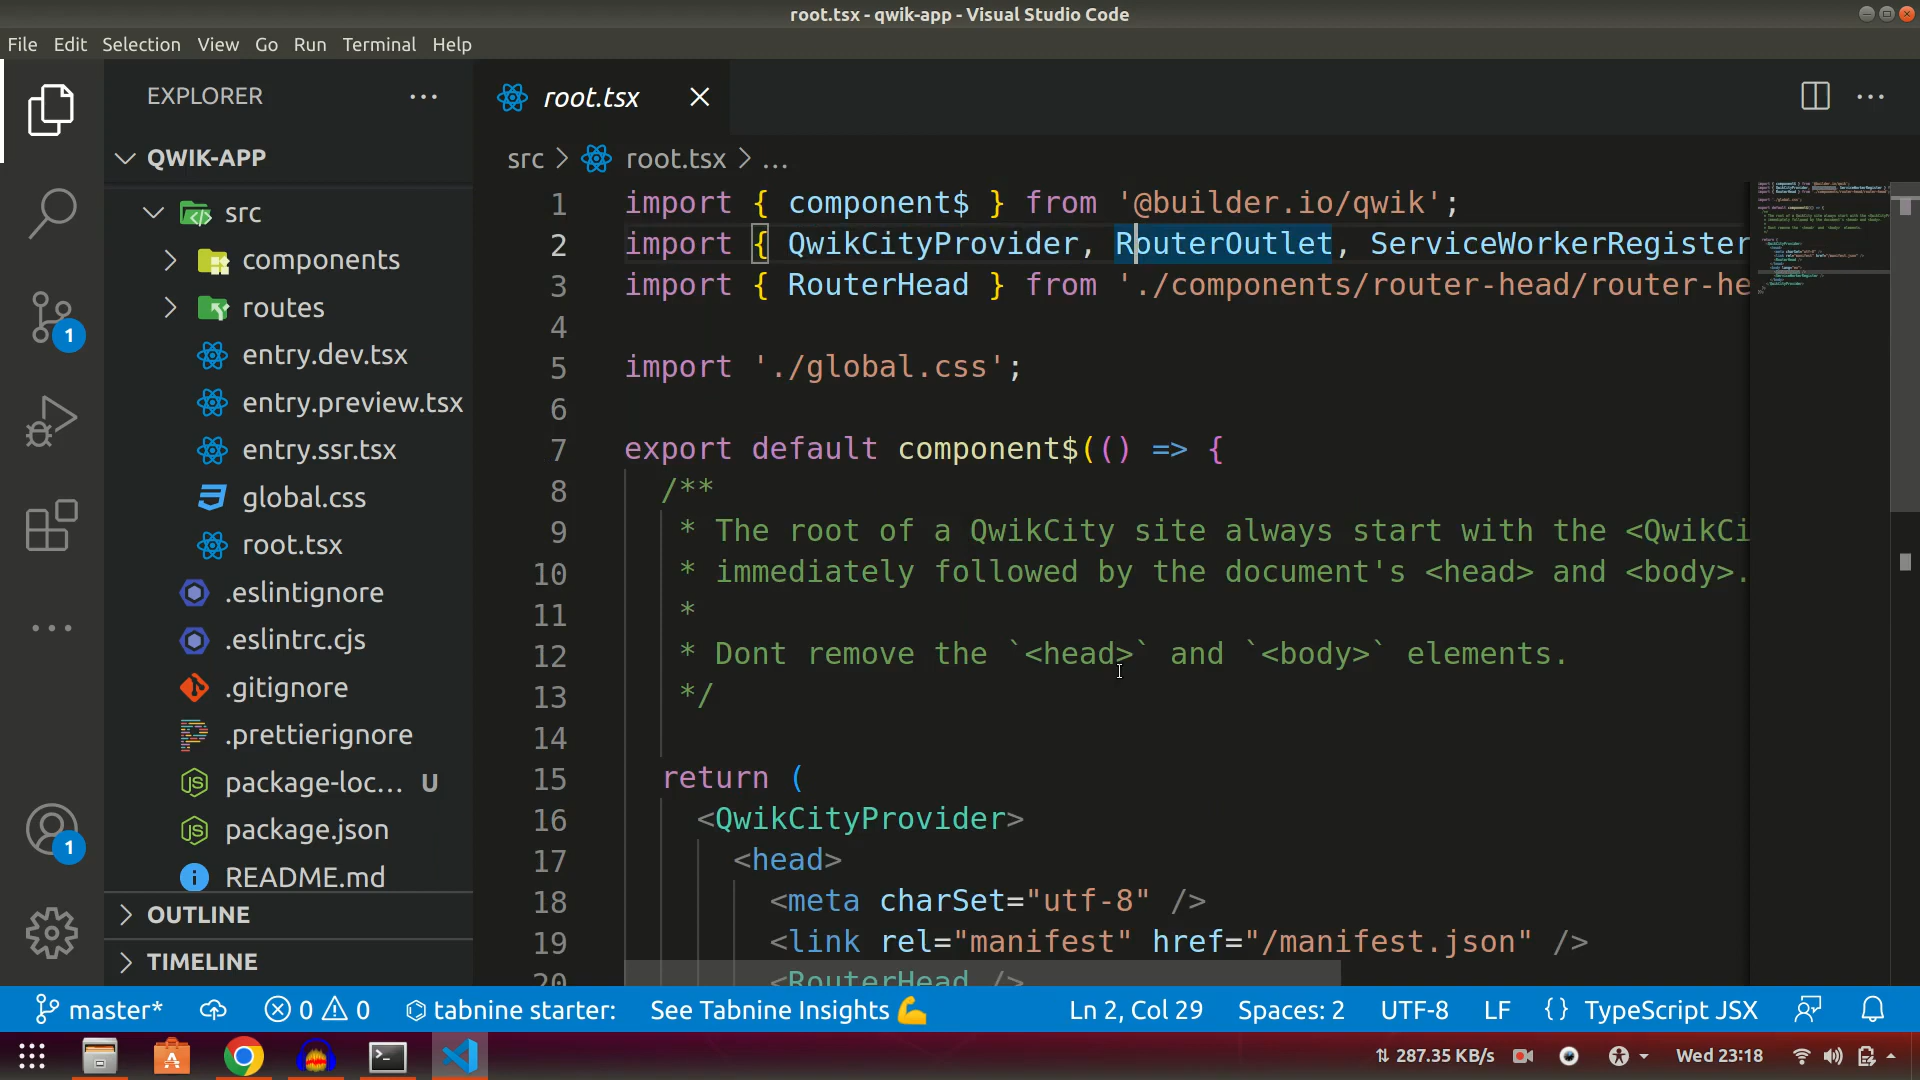 root.tsx - qwik-app - Visual Studio Code
File Edit Selection View Go Run Terminal Help
EXPLORER ...
root.tsx
QWIK-APP
src
components
routes
entry.dev.tsx
entry.preview.tsx
entry.ssr.tsx
global.css
root.tsx
.eslintignore
.eslintrc.cjs
.gitignore
.prettierignore
package-loc... U
package.json
README.md
OUTLINE
TIMELINE
1
1
src > root.tsx > ...
1 import { component$ } from '@builder.io/qwik';
2 import { QwikCityProvider, RouterOutlet, ServiceWorkerRegister
3 import { RouterHead } from './components/router-head/router-he
4
5 import './global.css';
6
7 export default component$(() => {
8 /**
9 * The root of a QwikCity site always start with the <QwikCi
10 * immediately followed by the document's <head> and <body>.
11 *
12 * Dont remove the `<head>` and `<body>` elements.
13 */
14
15 return (
16 <QwikCityProvider>
17 <head>
18 <meta charSet="utf-8" />
19 <link rel="manifest" href="/manifest.json" />
20 <RouterHead />
master* 0 0 tabnine starter: See Tabnine Insights 💪 Ln 2, Col 29 Spaces: 2 UTF-8 LF {} TypeScript JSX
287.35 KB/s Wed 23:18